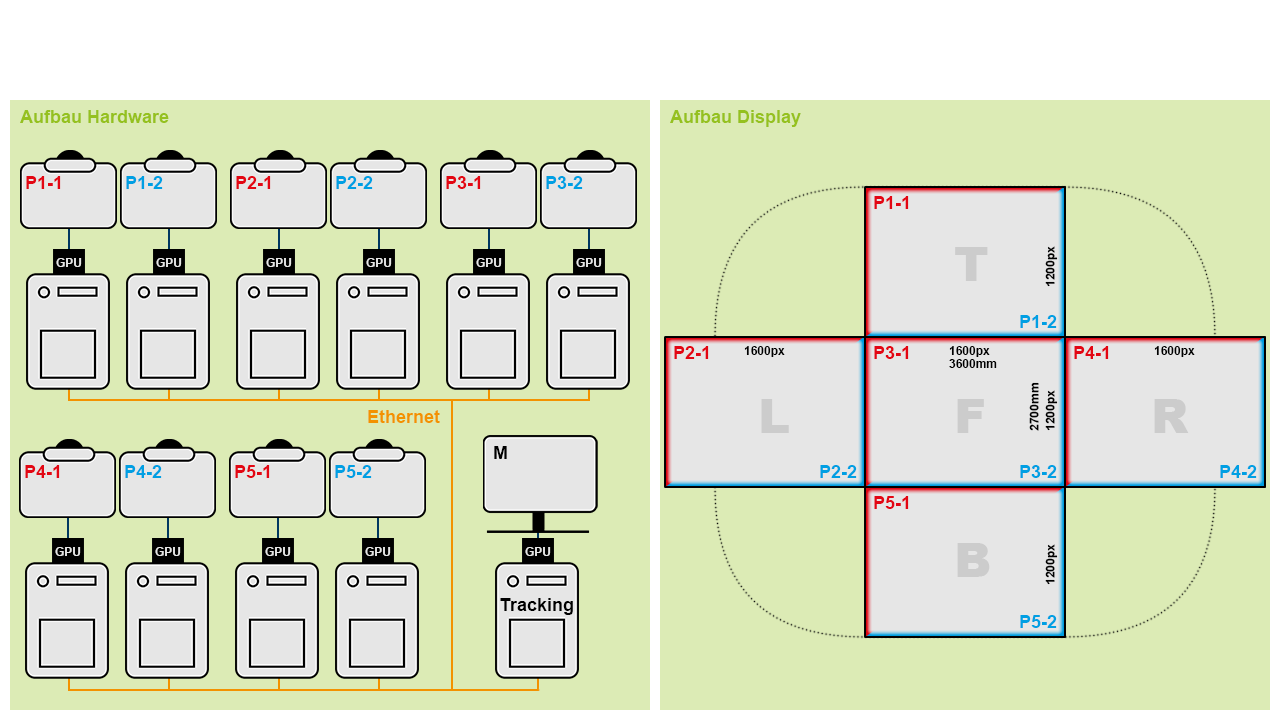 Aufbau Hardware
P1-1
P1-2
P2-1
P2-2
P3-1
P3-2
GPU
GPU
GPU
GPU
GPU
GPU
Ethernet
P4-1
P4-2
P5-1
P5-2
M
GPU
GPU
GPU
GPU
GPU
Tracking
Aufbau Display
P1-1
T
1200px
P1-2
P2-1
1600px
L
P2-2
P3-1
1600px
3600mm
F
2700mm
1200px
P3-2
P4-1
1600px
R
P4-2
P5-1
B
1200px
P5-2